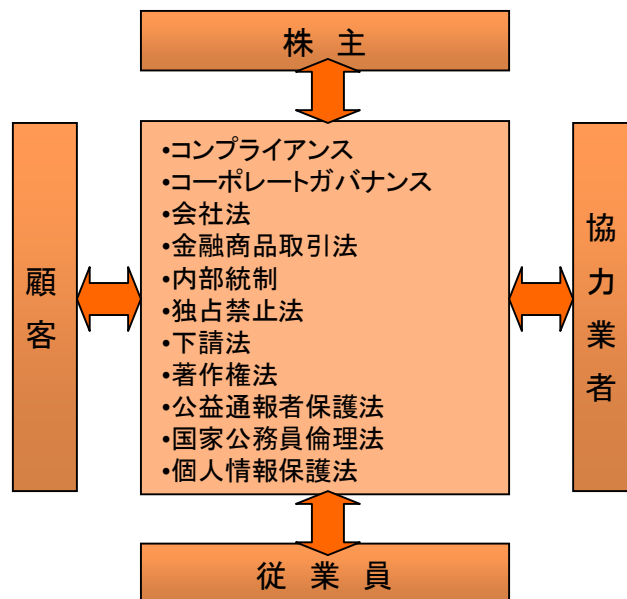 株 主
顧客
•コンプライアンス
•コーポレートガバナンス
•会社法
•金融商品取引法
•内部統制
•独占禁止法
•下請法
•著作権法
•公益通報者保護法
•国家公務員倫理法
•個人情報保護法
協力業者
従 業 員